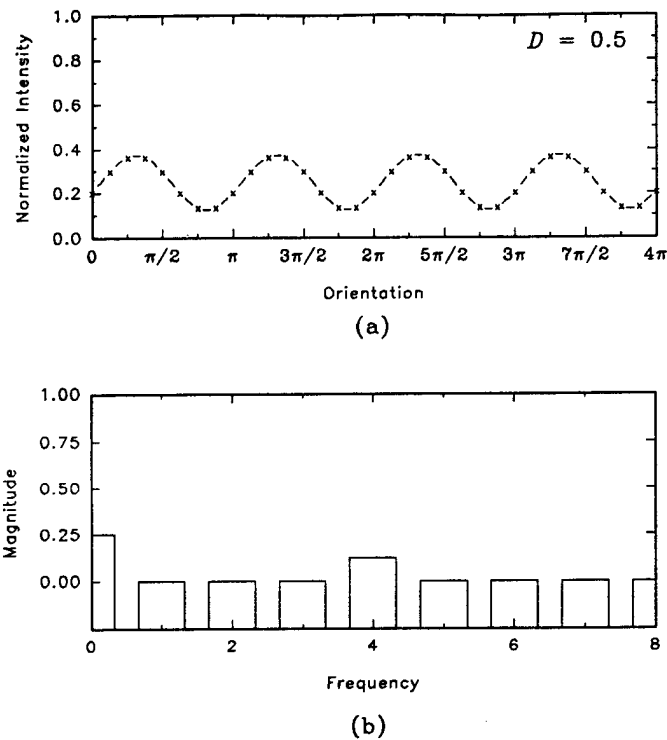 1.0
D = 0.5
0.8
0.6
0.4
0.2
0.0
Normalized Intensity
0 π/2 π 3π/2 2π 5π/2 3π 7π/2 4π
Orientation
(a)
1.00
0.75
0.50
0.25
0.00
Magnitude
0 2 4 6 8
Frequency
(b)